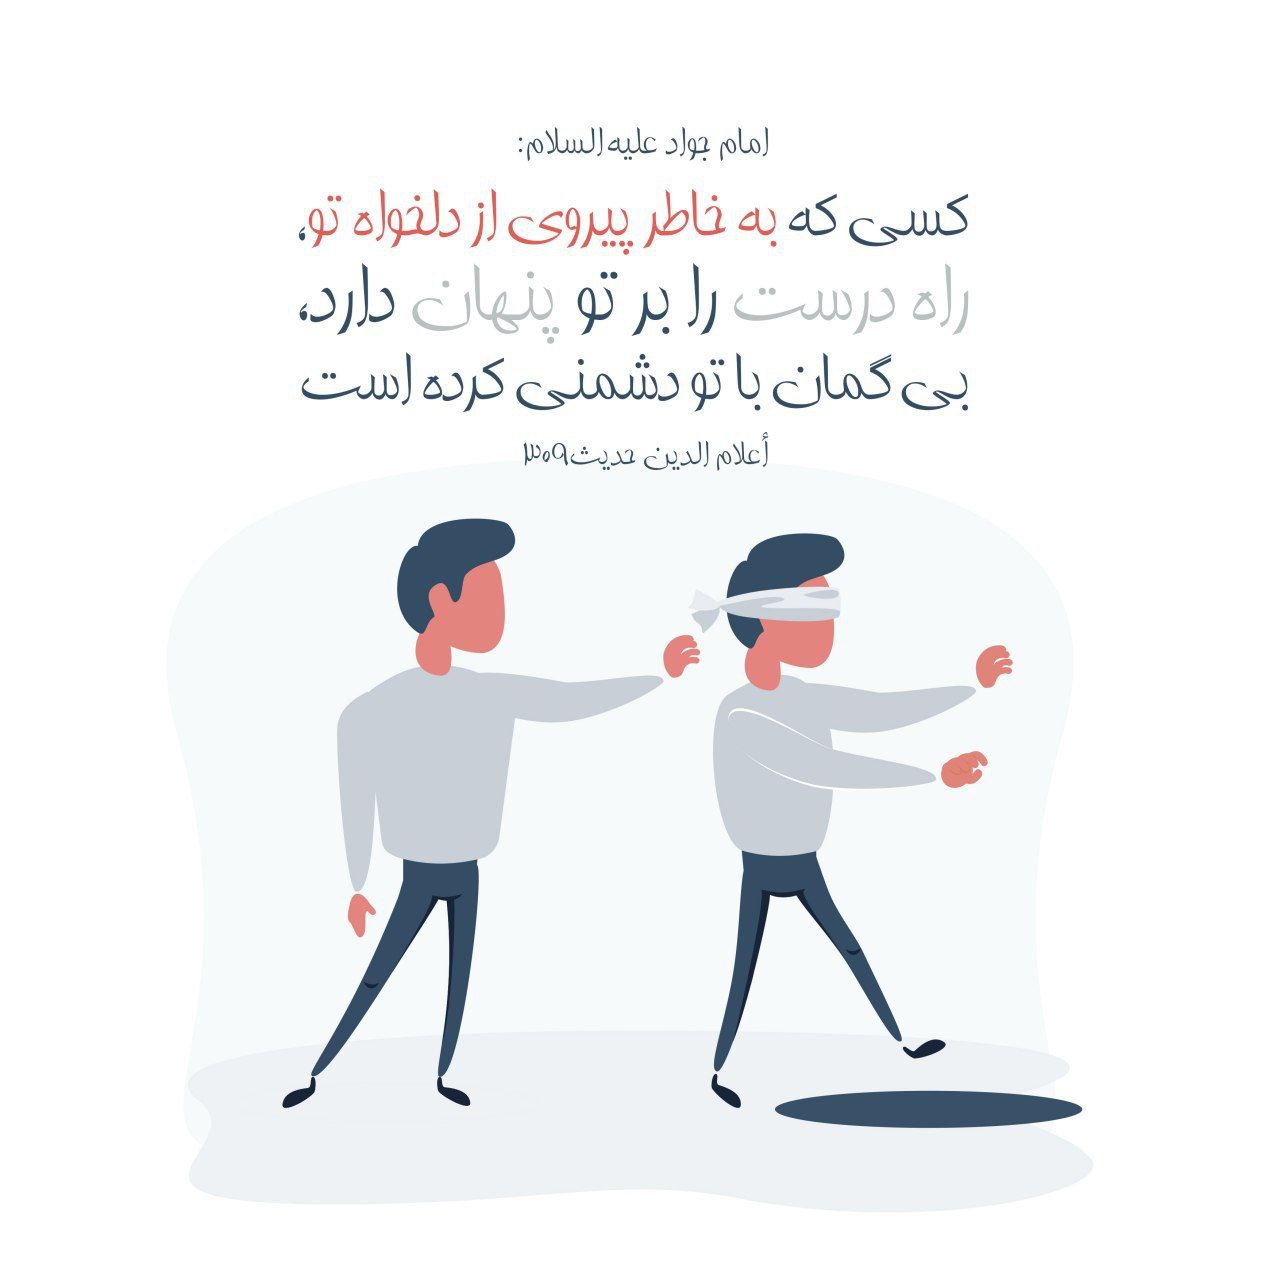 امام جواد علیه السلام:
کسی که به خاطر پیروی از دلخواه تو،
راه درست را بر تو پنهان دارد،
بی گمان با تو دشمنی کرده است
أعلام الدین حدیث۳۰۹